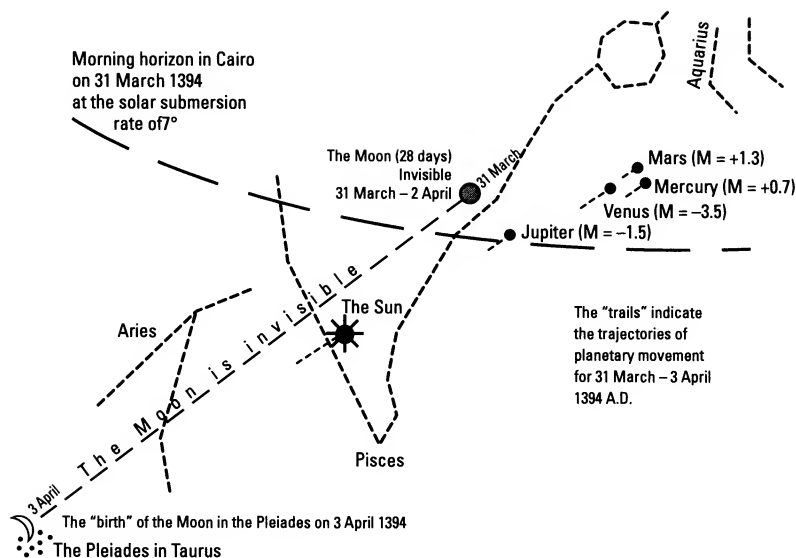 Morning horizon in Cairo
on 31 March 1394
at the solar submersion
rate of7°
Aquarius
The Moon (28 days)
Invisible
31 March – 2 April
31 March
Mars (M = +1.3)
Mercury (M = +0.7)
Venus (M = –3.5)
Jupiter (M = –1.5)
The Sun
Aries
The Moon is invisible
The “trails” indicate
the trajectories of
planetary movement
for 31 March – 3 April
1394 A.D.
Pisces
3 April
The “birth” of the Moon in the Pleiades on 3 April 1394
The Pleiades in Taurus